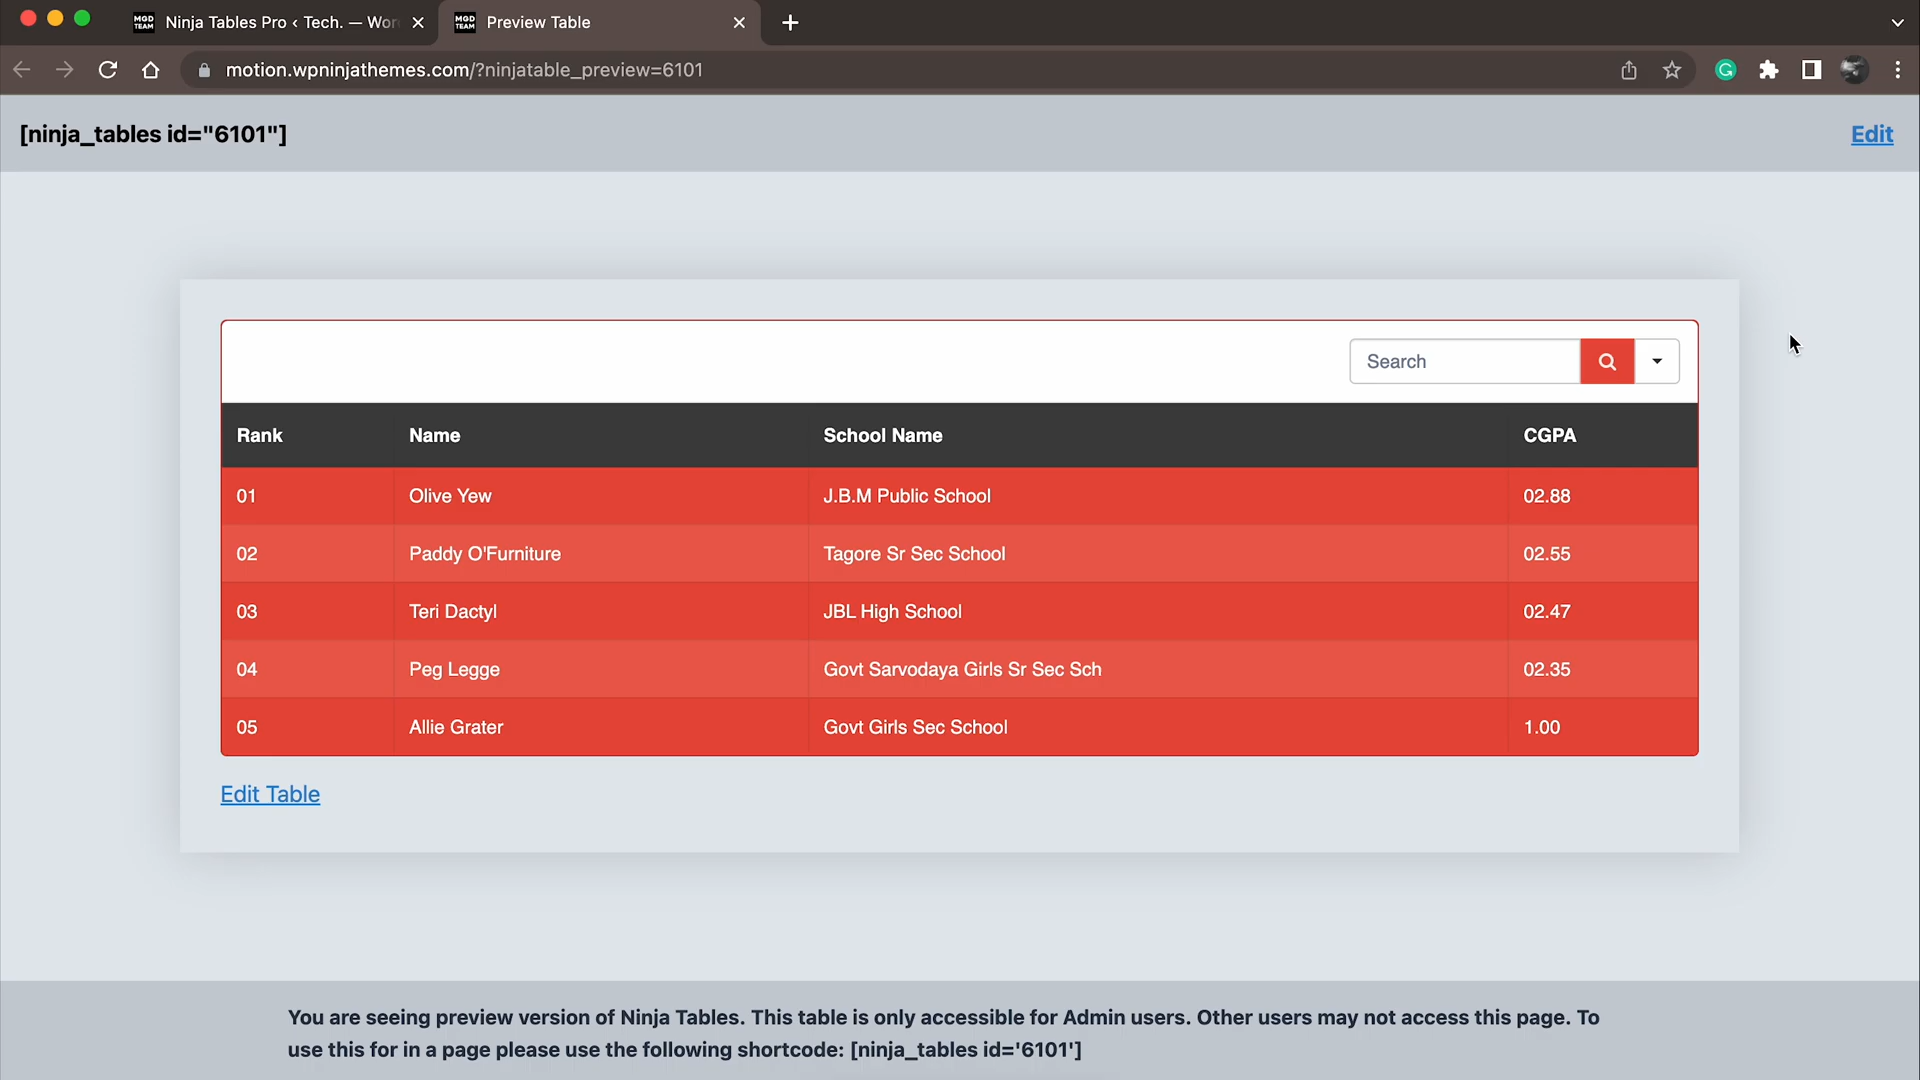 MGD TEAM Ninja Tables Pro ‹ Tech. — Wor
MGD TEAM Preview Table
motion.wpninjathemes.com/?ninjatable_preview=6101
[ninja_tables id="6101"] Edit
Search
Rank Name School Name CGPA
01 Olive Yew J.B.M Public School 02.88
02 Paddy O'Furniture Tagore Sr Sec School 02.55
03 Teri Dactyl JBL High School 02.47
04 Peg Legge Govt Sarvodaya Girls Sr Sec Sch 02.35
05 Allie Grater Govt Girls Sec School 1.00
Edit Table
You are seeing preview version of Ninja Tables. This table is only accessible for Admin users. Other users may not access this page. To
use this for in a page please use the following shortcode: [ninja_tables id='6101']